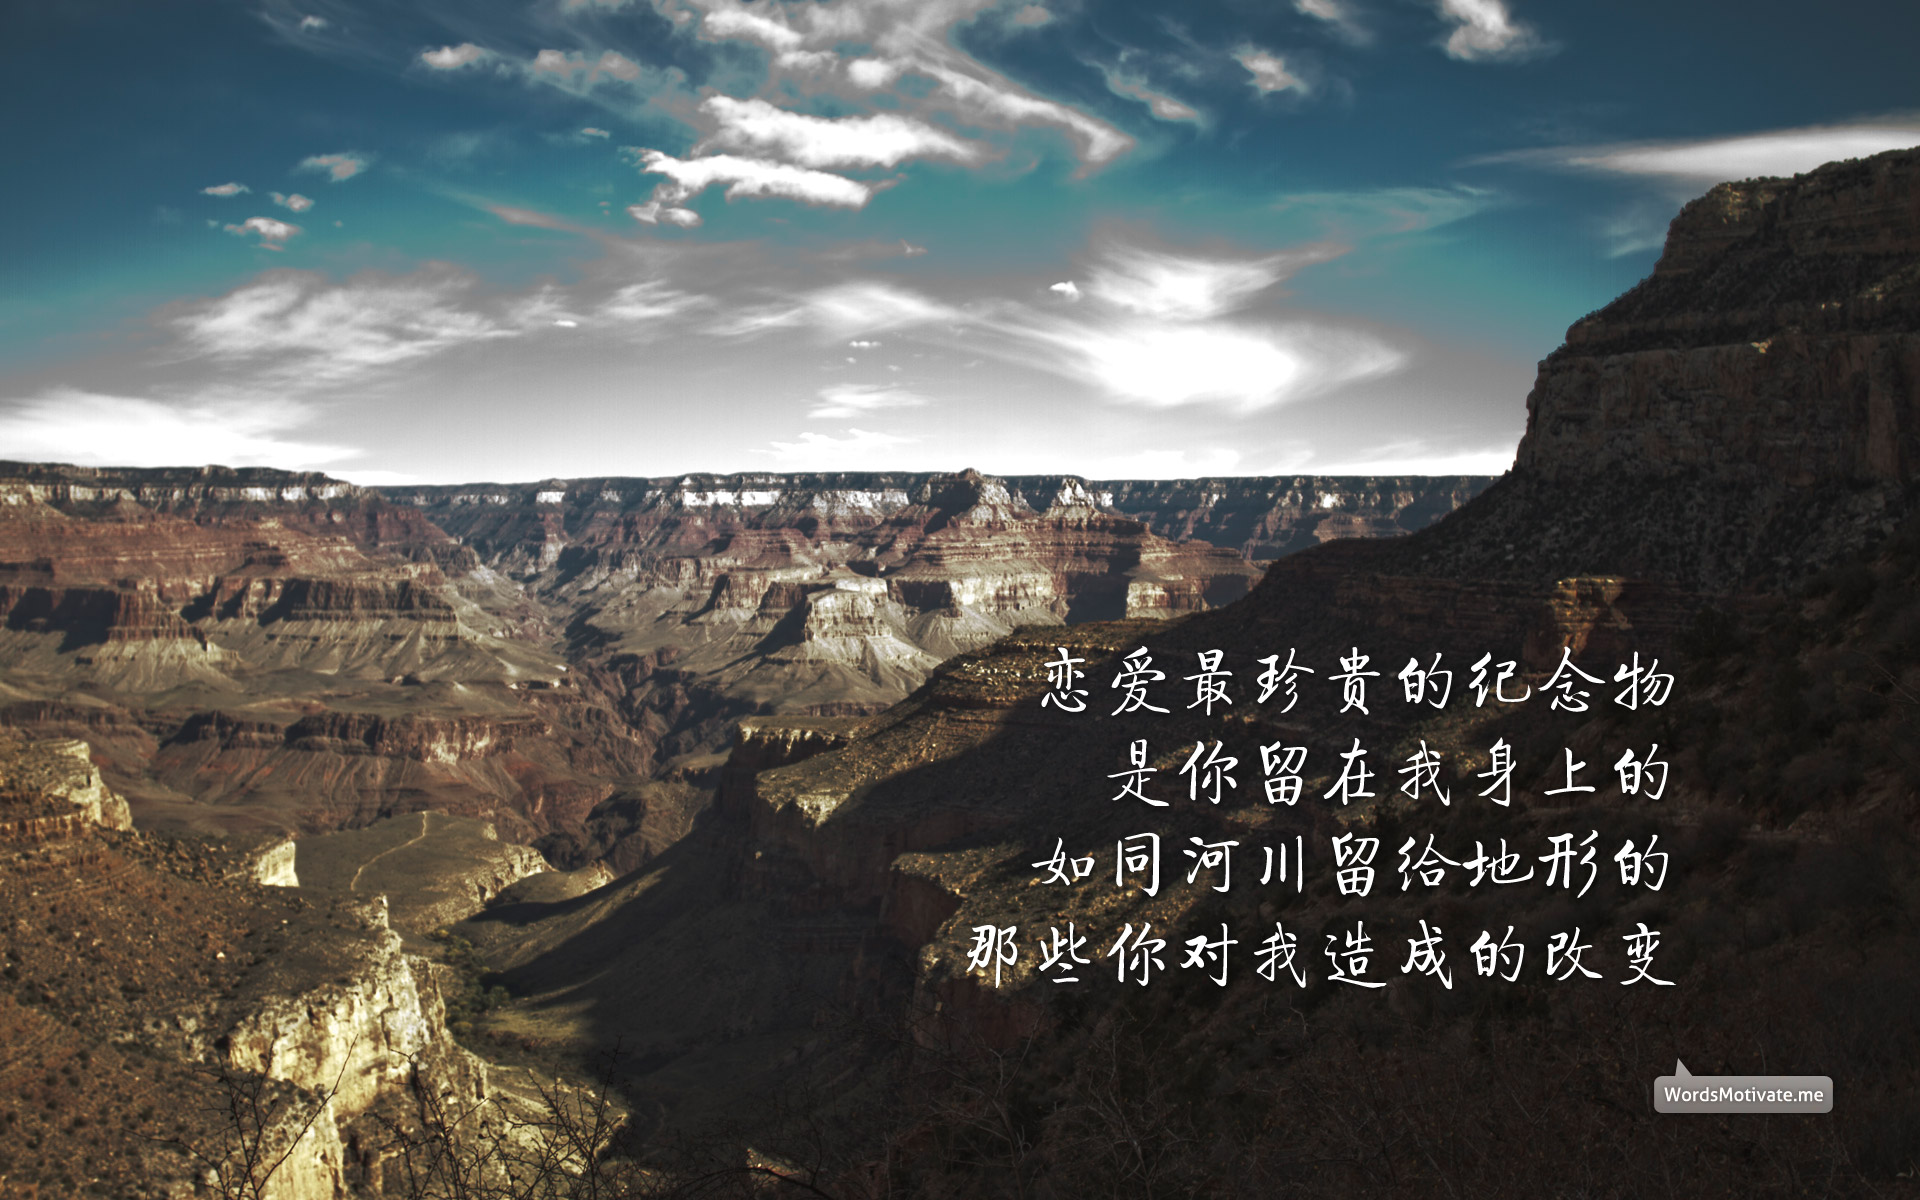 恋爱最珍贵的纪念物
是你留在我身上的
如同河川留给地形的
那些你对我造成的改变
WordsMotivate.me